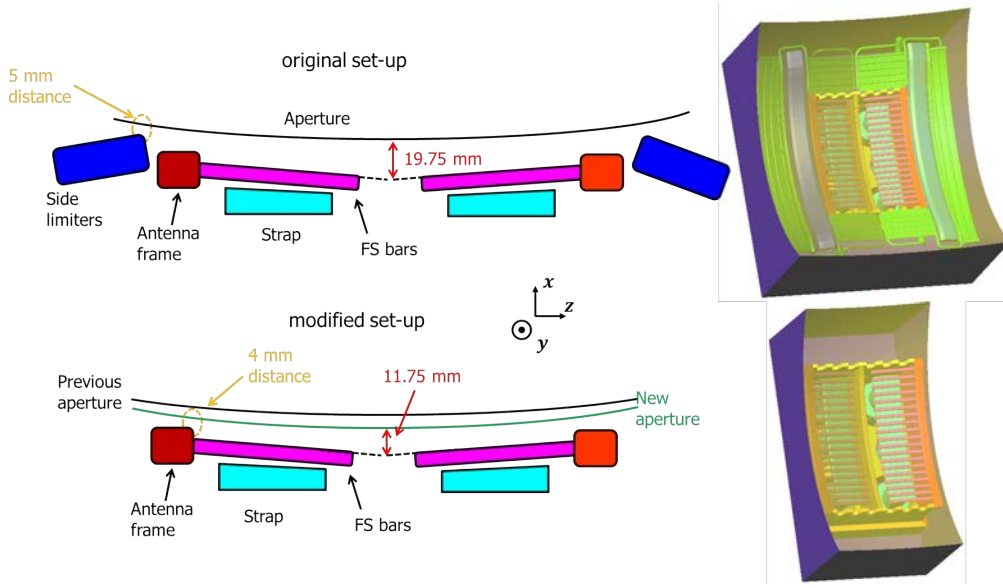 original set-up
5 mm
distance
Aperture
19.75 mm
Side
limiters
Antenna
frame
Strap
FS bars
x
z
y
modified set-up
4 mm
distance
11.75 mm
Previous
aperture
New
aperture
Antenna
frame
Strap
FS bars